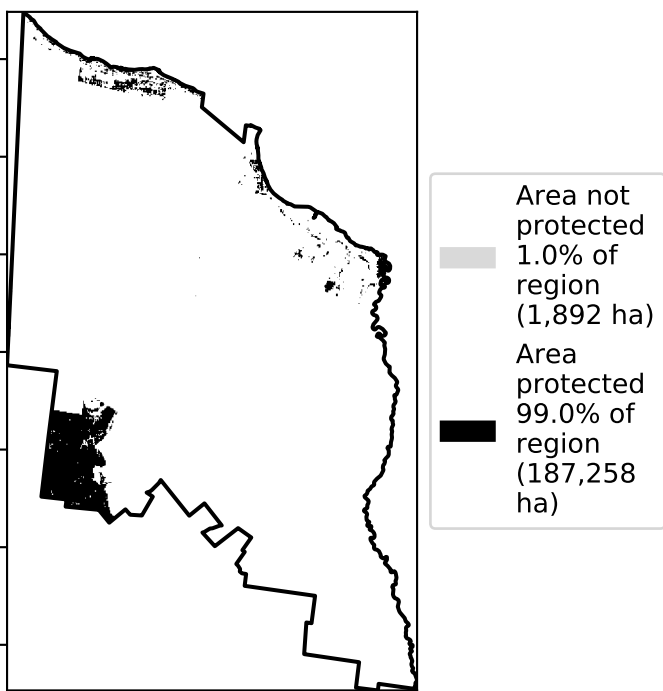 Area not
protected
1.0% of
region
(1,892 ha)
Area
protected
99.0% of
region
(187,258
ha)